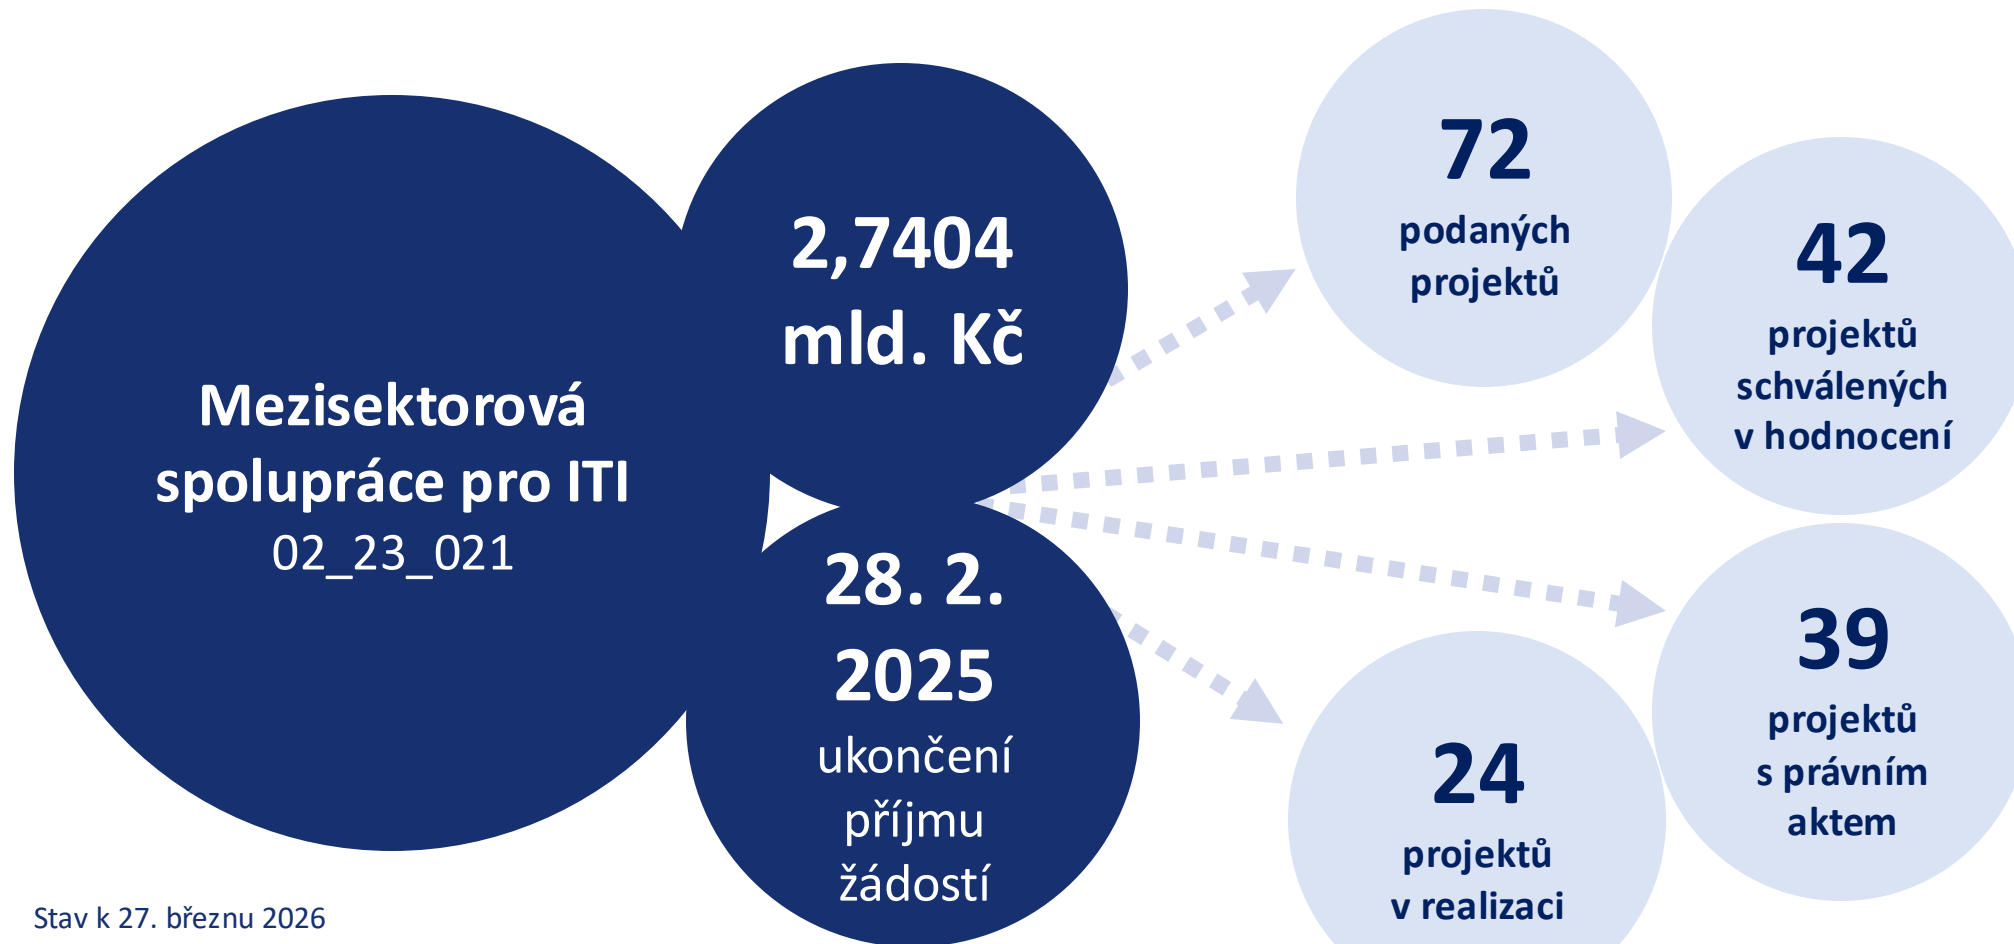 Mezisektorová
spolupráce pro ITI
02_23_021
2,7404
mld. Kč
28. 2.
2025
ukončení
příjmu
žádostí
72
podaných
projektů
42
projektů
schválených
v hodnocení
39
projektů
s právním
aktem
24
projektů
v realizaci
Stav k 27. březnu 2026